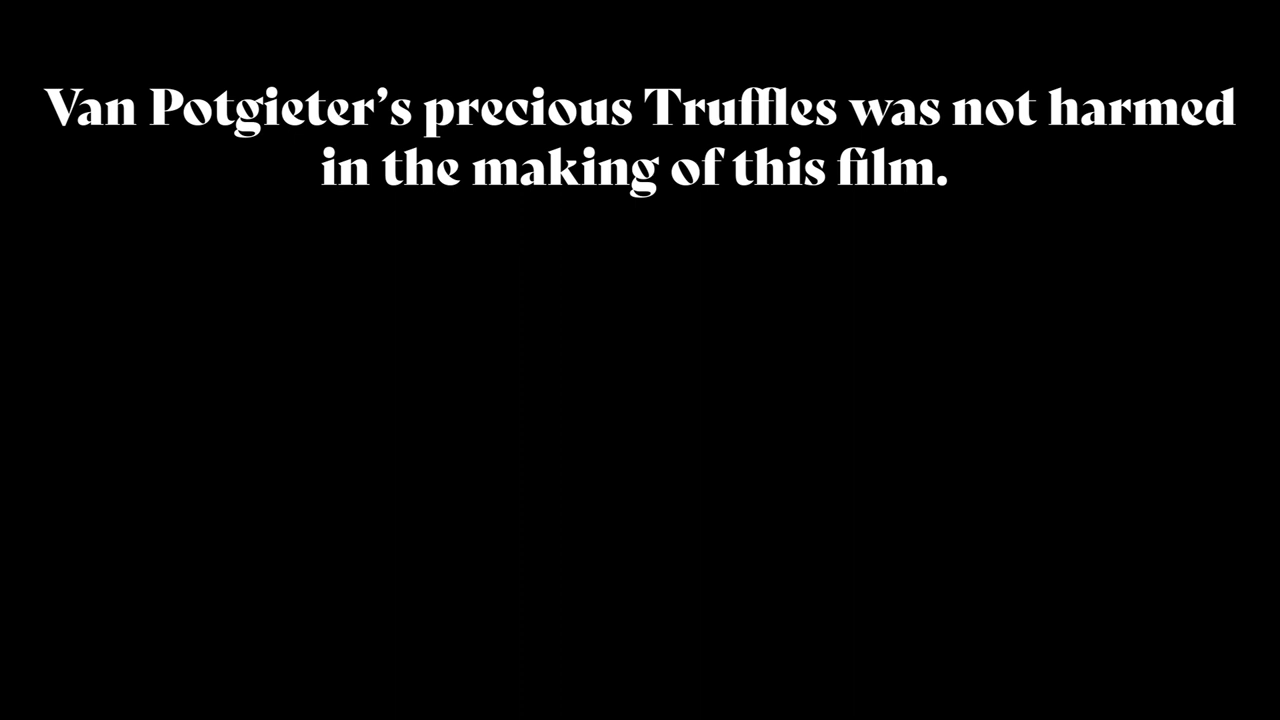 Van Potgieter’s precious Truffles was not harmed
in the making of this film.